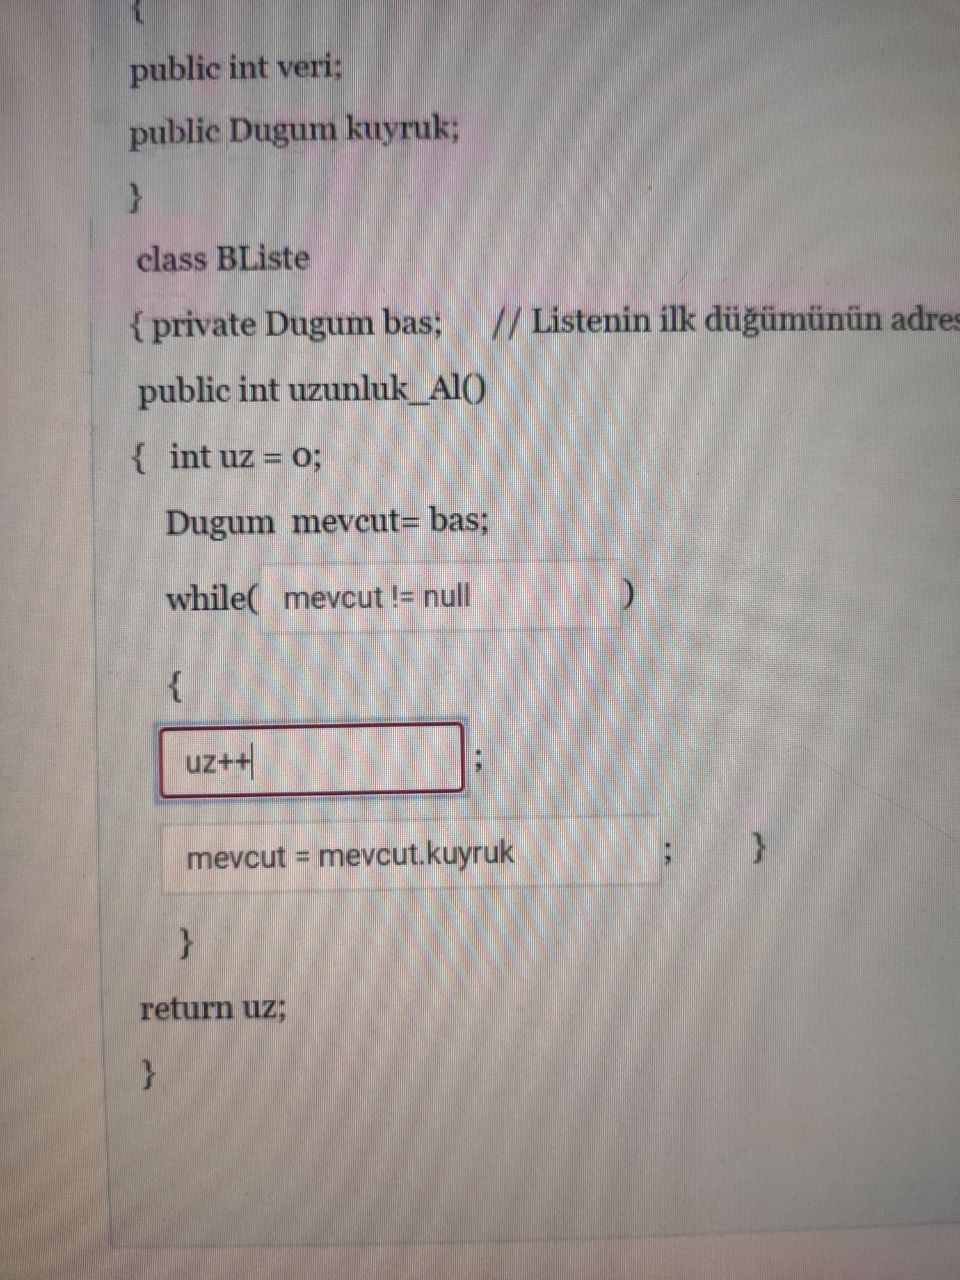 {
public int veri;
public Dugum kuyruk;
}
class BListe
{ private Dugum bas; // Listenin ilk düğümünün adres
public int uzunluk_Al()
{ int uz = 0;
Dugum mevcut= bas;
while( mevcut != null )
{
uz++ ;
mevcut = mevcut.kuyruk ; }
}
return uz;
}